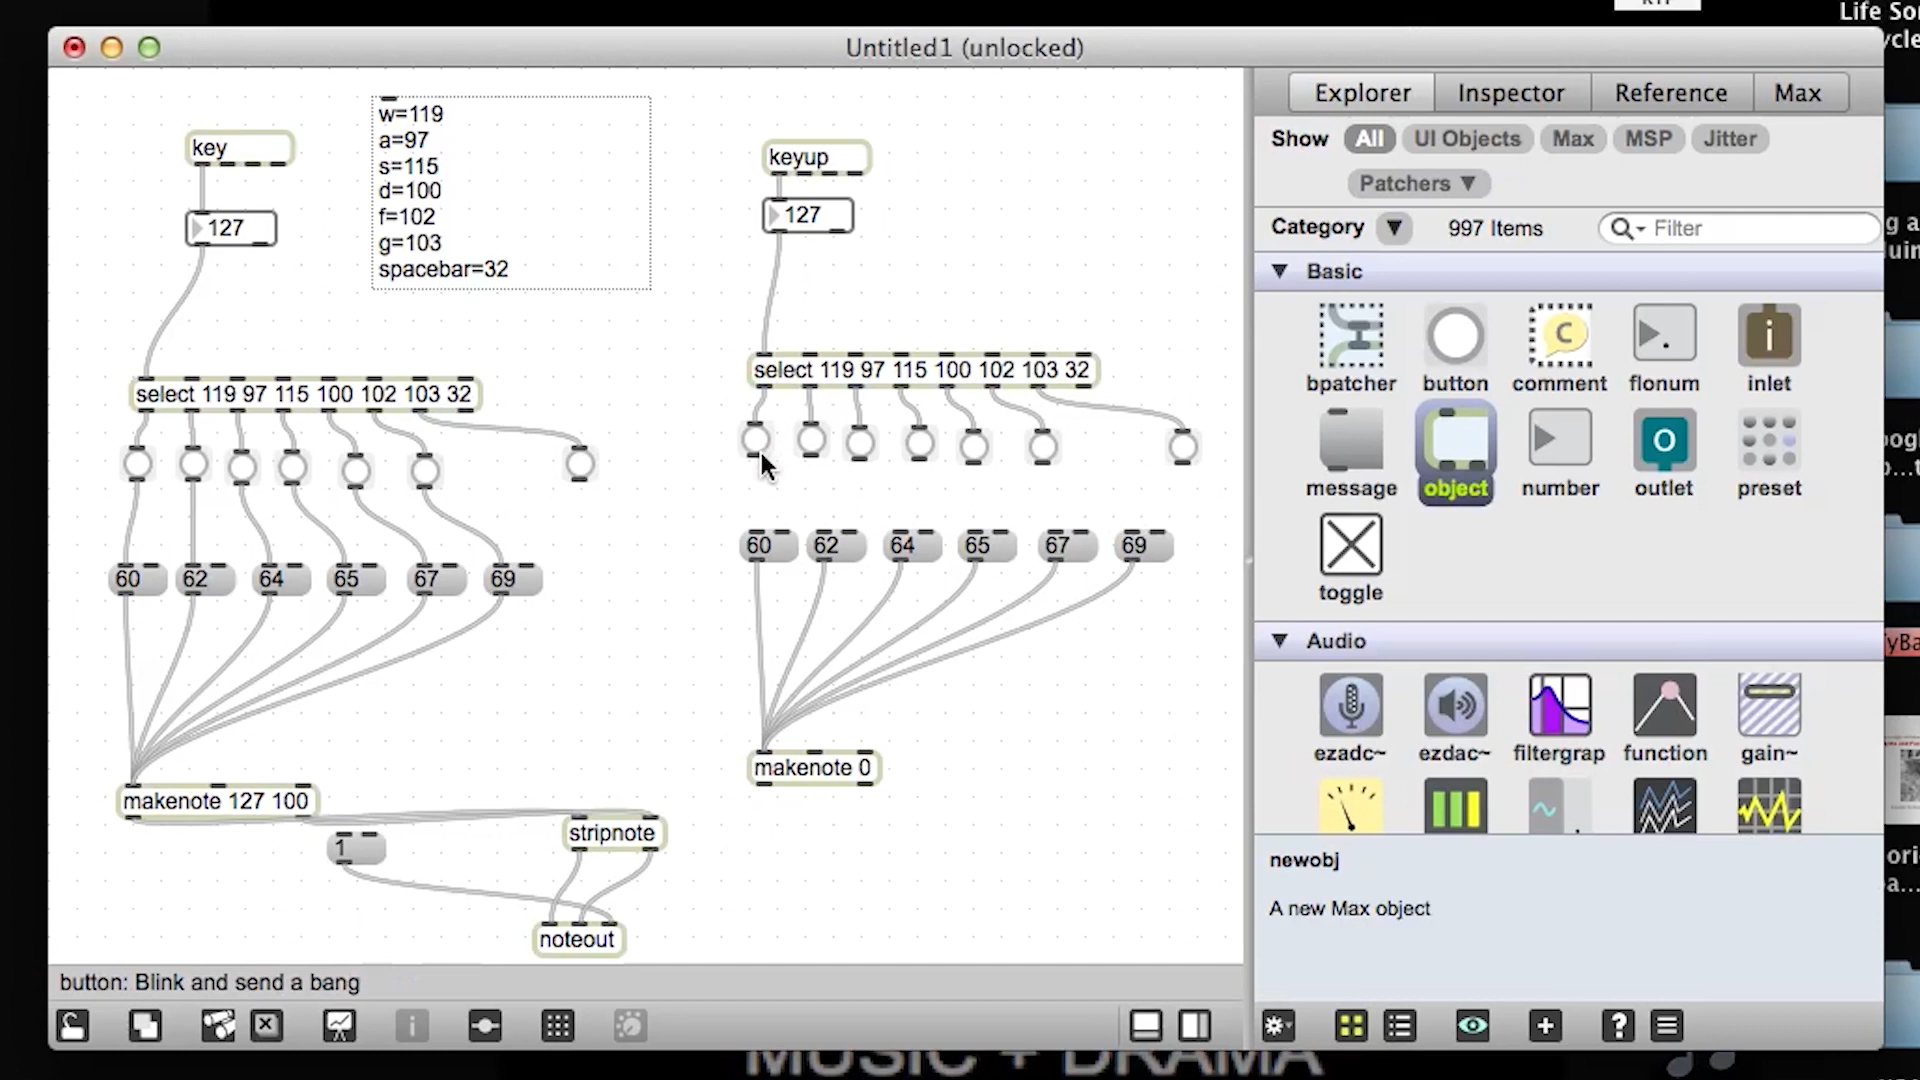 Life So
ycle
Untitled1 (unlocked)
key
127
w=119
a=97
s=115
d=100
f=102
g=103
spacebar=32
keyup
127
select 119 97 115 100 102 103 32
select 119 97 115 100 102 103 32
60 62 64 65 67 69
60 62 64 65 67 69
makenote 127 100
makenote 0
1
stripnote
noteout
button: Blink and send a bang
Explorer Inspector Reference Max
Show All UI Objects Max MSP Jitter
Patchers ▼
Category ▼ 997 Items Filter
Basic
bpatcher button comment flonum inlet
message object number outlet preset
toggle
Audio
ezadc~ ezdac~ filtergrap function gain~
newobj
A new Max object
MUSIC + DRAMA